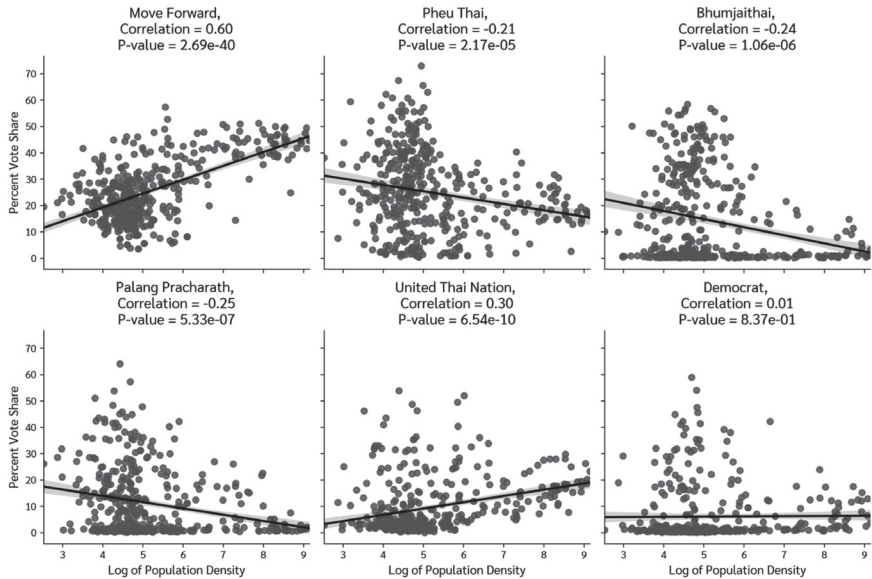 Move Forward,
Correlation = 0.60
P-value = 2.69e-40
Pheu Thai,
Correlation = -0.21
P-value = 2.17e-05
Bhumjaithai,
Correlation = -0.24
P-value = 1.06e-06
Percent Vote Share
70
60
50
40
30
20
10
0
Palang Pracharath,
Correlation = -0.25
P-value = 5.33e-07
United Thai Nation,
Correlation = 0.30
P-value = 6.54e-10
Democrat,
Correlation = 0.01
P-value = 8.37e-01
Percent Vote Share
70
60
50
40
30
20
10
0
3 4 5 6 7 8 9
3 4 5 6 7 8 9
3 4 5 6 7 8 9
Log of Population Density
Log of Population Density
Log of Population Density